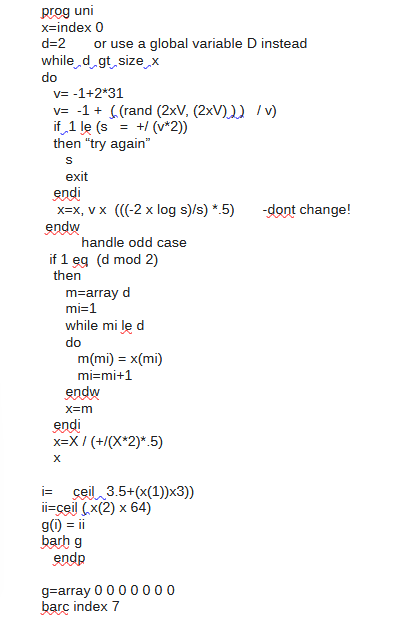 prog uni
x=index 0
d=2 or use a global variable D instead
while d gt size x
do
v= -1+2*31
v= -1 + ( (rand (2xV, (2xV) ) ) / v)
if 1 le (s = +/ (v*2))
then “try again”
s
exit
endi
x=x, v x (((-2 x log s)/s) *.5) -dont change!
endw
handle odd case
if 1 eq (d mod 2)
then
m=array d
mi=1
while mi le d
do
m(mi) = x(mi)
mi=mi+1
endw
x=m
endi
x=X / (+/(X*2)*.5)
x
i= ceil 3.5+(x(1))x3))
ii=ceil ( x(2) x 64)
g(i) = ii
barh g
endp
g=array 0 0 0 0 0 0 0
barc index 7